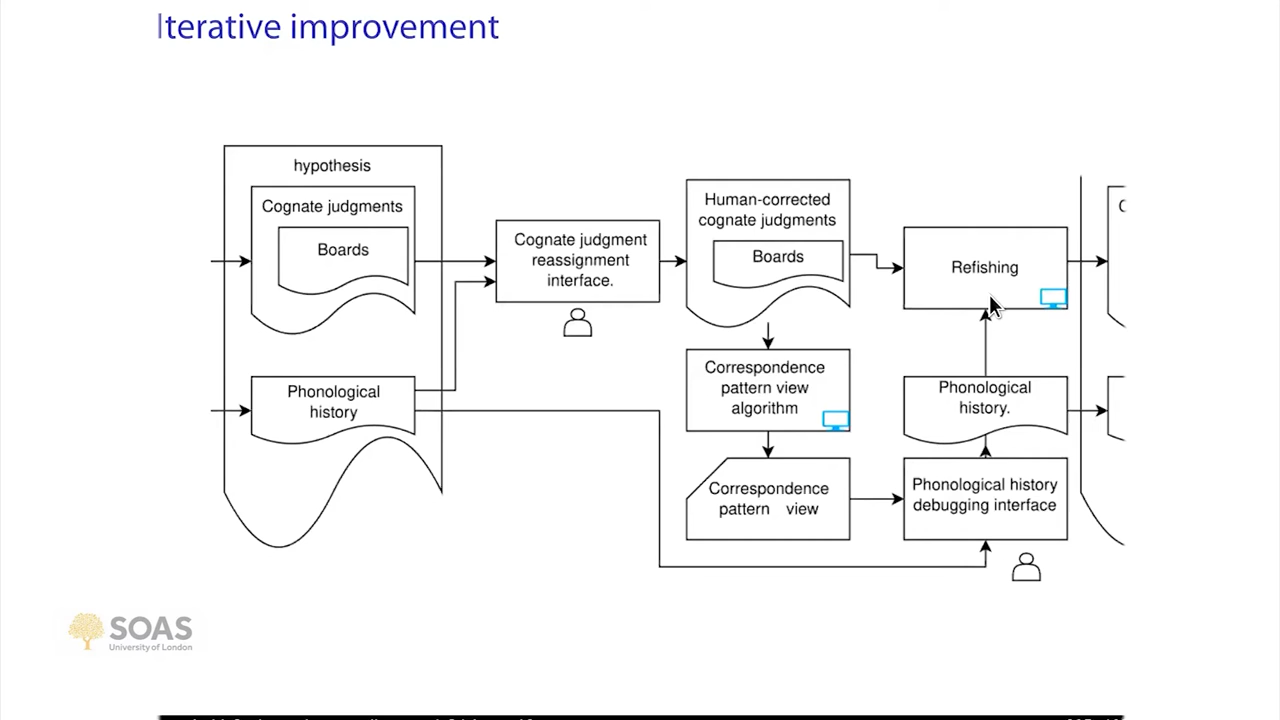 Iterative improvement
hypothesis
Cognate judgments
Boards
Phonological
history
Cognate judgment
reassignment
interface.
Human-corrected
cognate judgments
Boards
Correspondence
pattern view
algorithm
Correspondence
pattern view
Refishing
Phonological
history.
Phonological history
debugging interface
SOAS
University of London